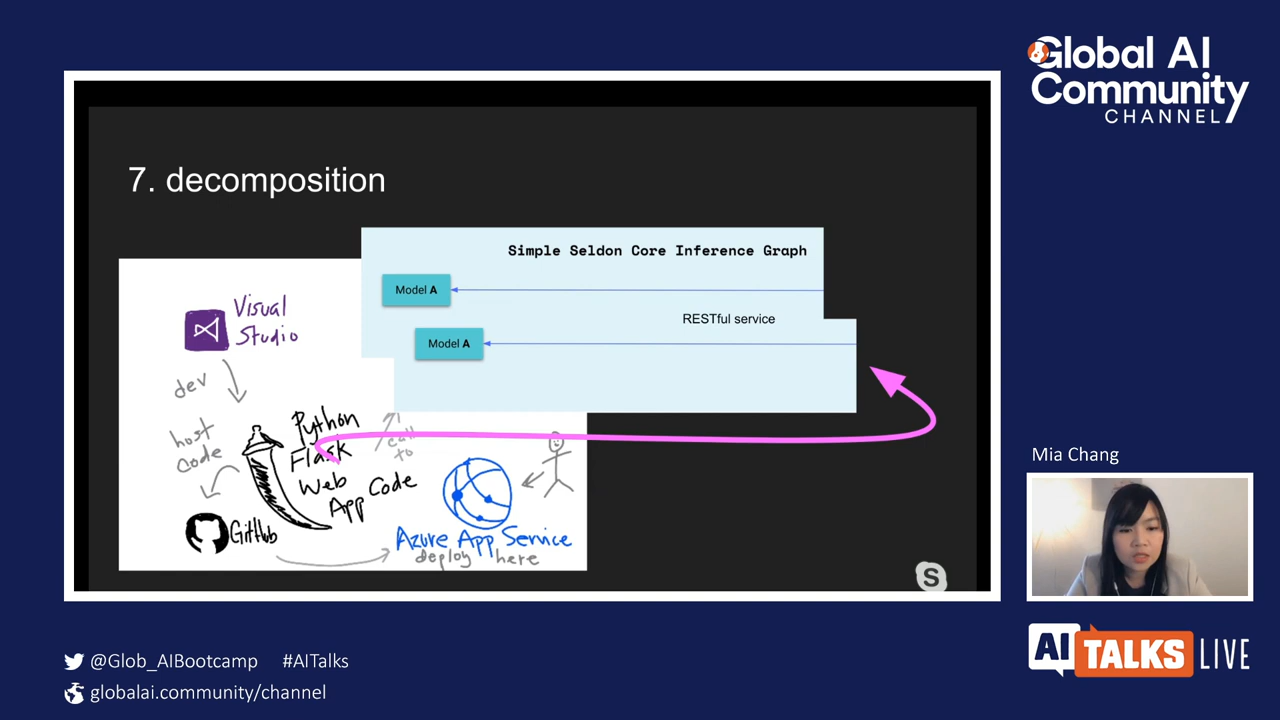 Global AI
Community
CHANNEL
7. decomposition
Simple Seldon Core Inference Graph
Model A
RESTful service
Model A
Visual
Studio
dev
host
code
Python
Flask
Web
App Code
call
to
GitHub
Azure App Service
deploy here
S
Mia Chang
AI TALKS LIVE
@Glob_AIBootcamp #AITalks
globalai.community/channel